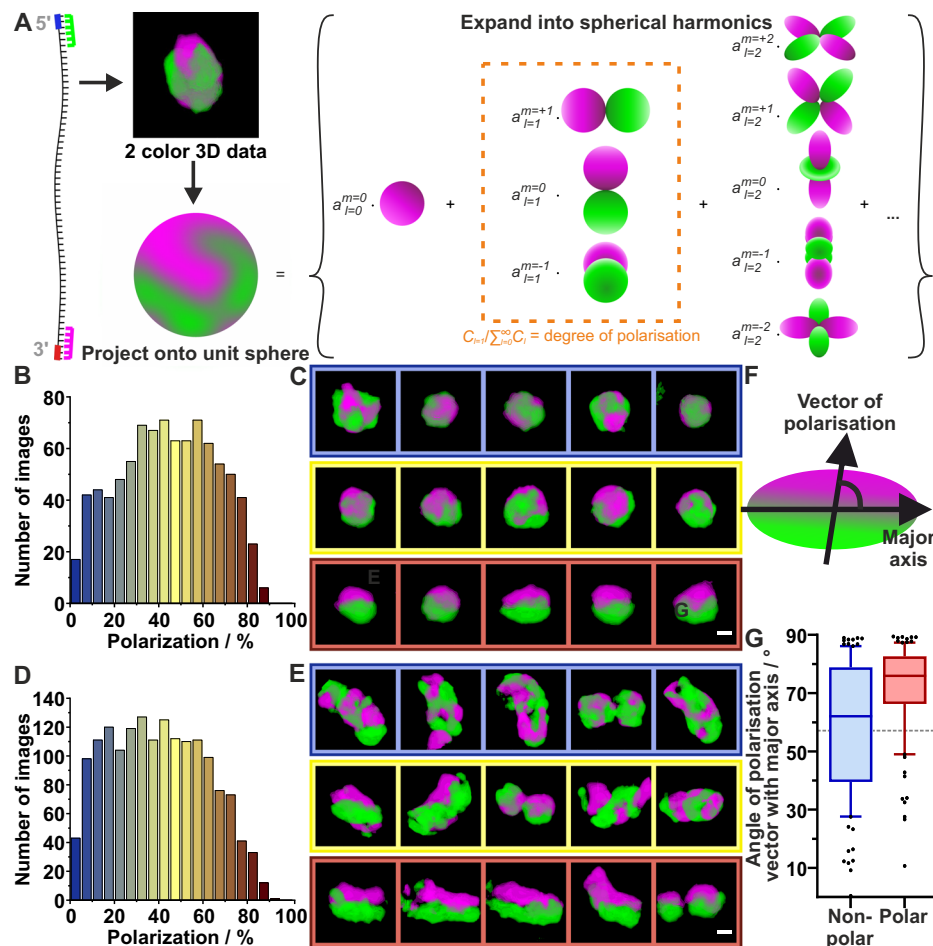 A
5'
3'
2 color 3D data
Project onto unit sphere
=
Expand into spherical harmonics
a^{m=0}_{l=0} ·
+
a^{m=+1}_{l=1} ·
a^{m=0}_{l=1} ·
a^{m=-1}_{l=1} ·
C_{l=1}/∑^{∞}_{l=0}C_l = degree of polarisation
+
a^{m=+2}_{l=2} ·
a^{m=+1}_{l=2} ·
a^{m=0}_{l=2} ·
a^{m=-1}_{l=2} ·
a^{m=-2}_{l=2} ·
+ ...
B
Number of images
80
60
40
20
0
0 20 40 60 80 100
Polarization / %
C
E
G
D
Number of images
140
120
100
80
60
40
20
0
0 20 40 60 80 100
Polarization / %
E
F
Vector of
polarisation
Major
axis
G
Angle of polarisation
vector with major axis / °
90
70
50
30
10
Non-
polar
Polar